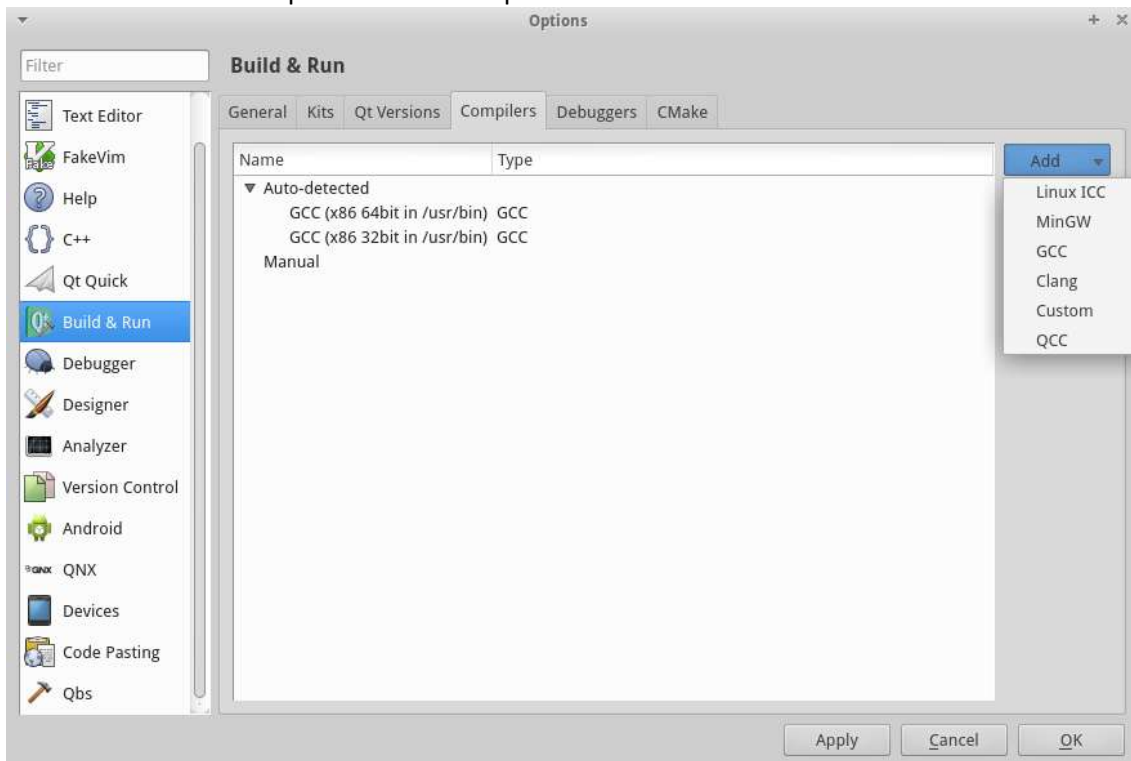 Options
Filter
Build & Run
Text Editor
FakeVim
Help
C++
Qt Quick
Build & Run
Debugger
Designer
Analyzer
Version Control
Android
QNX
Devices
Code Pasting
Qbs
General Kits Qt Versions Compilers Debuggers CMake
Name Type
Auto-detected
GCC (x86 64bit in /usr/bin) GCC
GCC (x86 32bit in /usr/bin) GCC
Manual
Add
Linux ICC
MinGW
GCC
Clang
Custom
QCC
Apply Cancel OK